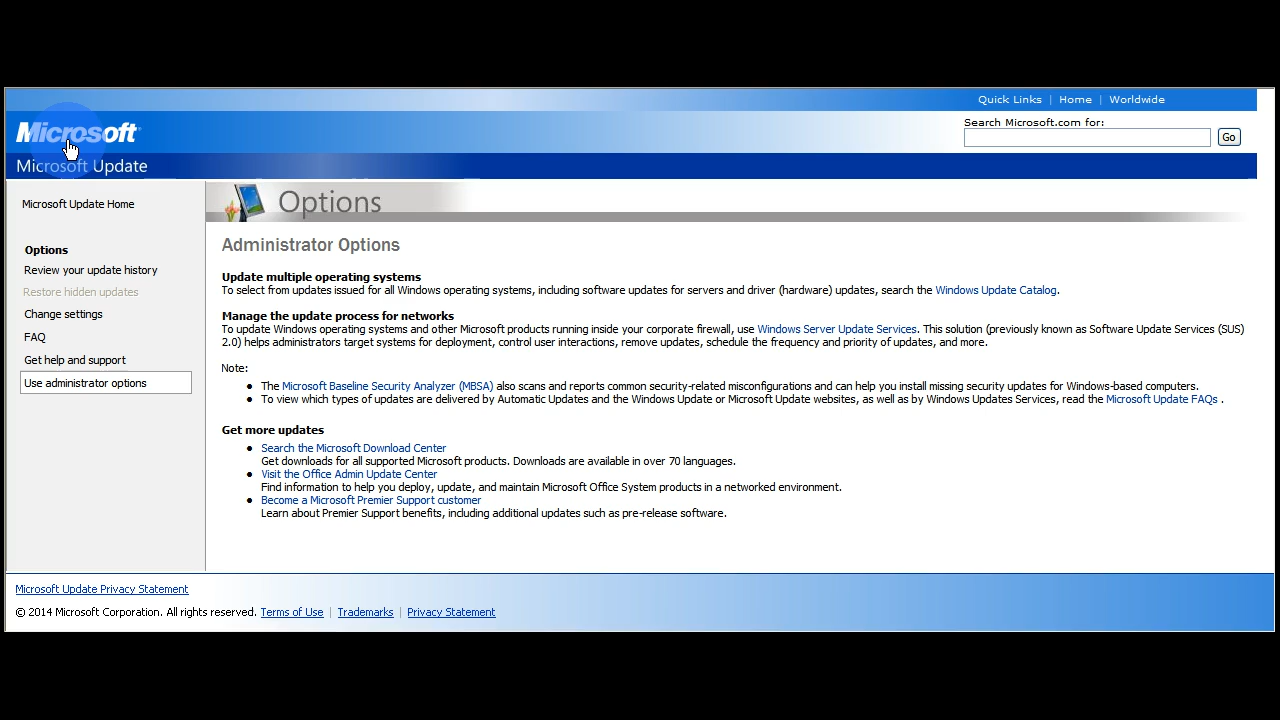 Quick Links | Home | Worldwide
Microsoft
Search Microsoft.com for:
Go
Microsoft Update
Microsoft Update Home
Options
Review your update history
Restore hidden updates
Change settings
FAQ
Get help and support
Use administrator options
Options
Administrator Options
Update multiple operating systems
To select from updates issued for all Windows operating systems, including software updates for servers and driver (hardware) updates, search the Windows Update Catalog.
Manage the update process for networks
To update Windows operating systems and other Microsoft products running inside your corporate firewall, use Windows Server Update Services. This solution (previously known as Software Update Services (SUS)
2.0) helps administrators target systems for deployment, control user interactions, remove updates, schedule the frequency and priority of updates, and more.
Note:
• The Microsoft Baseline Security Analyzer (MBSA) also scans and reports common security-related misconfigurations and can help you install missing security updates for Windows-based computers.
• To view which types of updates are delivered by Automatic Updates and the Windows Update or Microsoft Update websites, as well as by Windows Updates Services, read the Microsoft Update FAQs .
Get more updates
• Search the Microsoft Download Center
Get downloads for all supported Microsoft products. Downloads are available in over 70 languages.
• Visit the Office Admin Update Center
Find information to help you deploy, update, and maintain Microsoft Office System products in a networked environment.
• Become a Microsoft Premier Support customer
Learn about Premier Support benefits, including additional updates such as pre-release software.
Microsoft Update Privacy Statement
© 2014 Microsoft Corporation. All rights reserved. Terms of Use | Trademarks | Privacy Statement